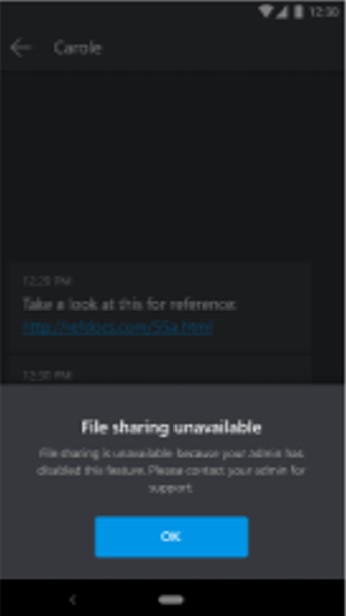 12:30
Carole
12:29 PM
Take a look at this for reference:
http://refdocs.com/55a.html
12:30 PM
File sharing unavailable
File sharing is unavailable because your admin has
disabled this feature. Please contact your admin for
support.
OK